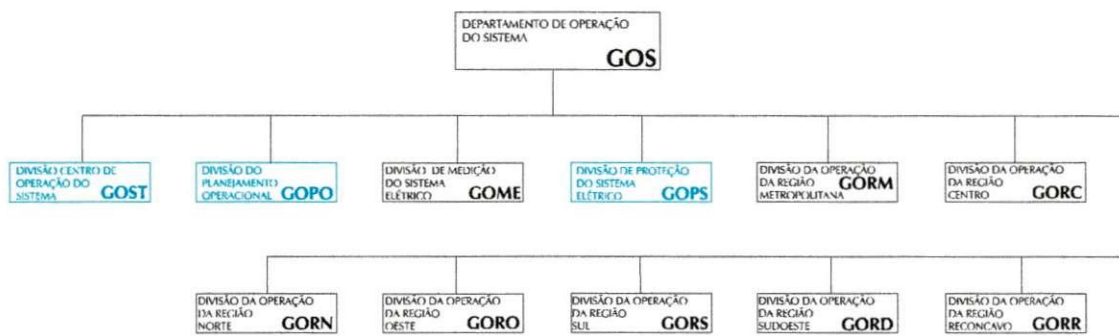 DEPARTAMENTO DE OPERAÇÃO
DO SISTEMA
GOS
DIVISÃO CENTRO DE
OPERAÇÃO DO
SISTEMA GOST
DIVISÃO DO
PLANEJAMENTO
OPERACIONAL GOPO
DIVISÃO DE MEDIÇÃO
DO SISTEMA
ELÉTRICO GOME
DIVISÃO DE PROTEÇÃO
DO SISTEMA
ELÉTRICO GOPS
DIVISÃO DA OPERAÇÃO
DA REGIÃO GORM
METROPOLITANA
DIVISÃO DA OPERAÇÃO
DA REGIÃO
CENTRO GORC
DIVISÃO DA OPERAÇÃO
DA REGIÃO
NORTE GORN
DIVISÃO DA OPERAÇÃO
DA REGIÃO
OESTE GORO
DIVISÃO DA OPERAÇÃO
DA REGIÃO
SUL GORS
DIVISÃO DA OPERAÇÃO
DA REGIÃO
SUDOESTE GORD
DIVISÃO DA OPERAÇÃO
DA REGIÃO
RECONCAVO GORR